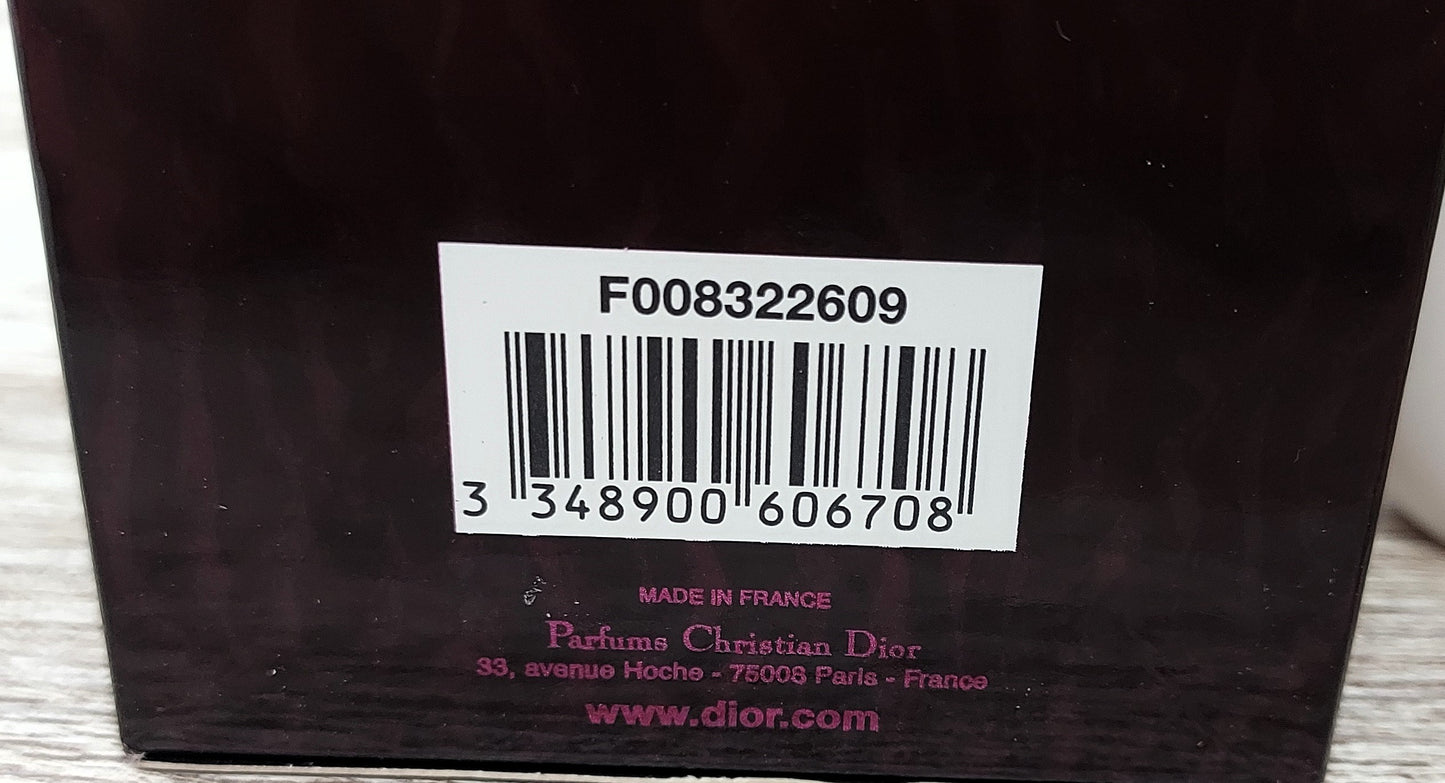 F008322609
3 348900 606708
MADE IN FRANCE
Parfums Christian Dior
33, avenue Hoche - 75008 Paris - France
www.dior.com